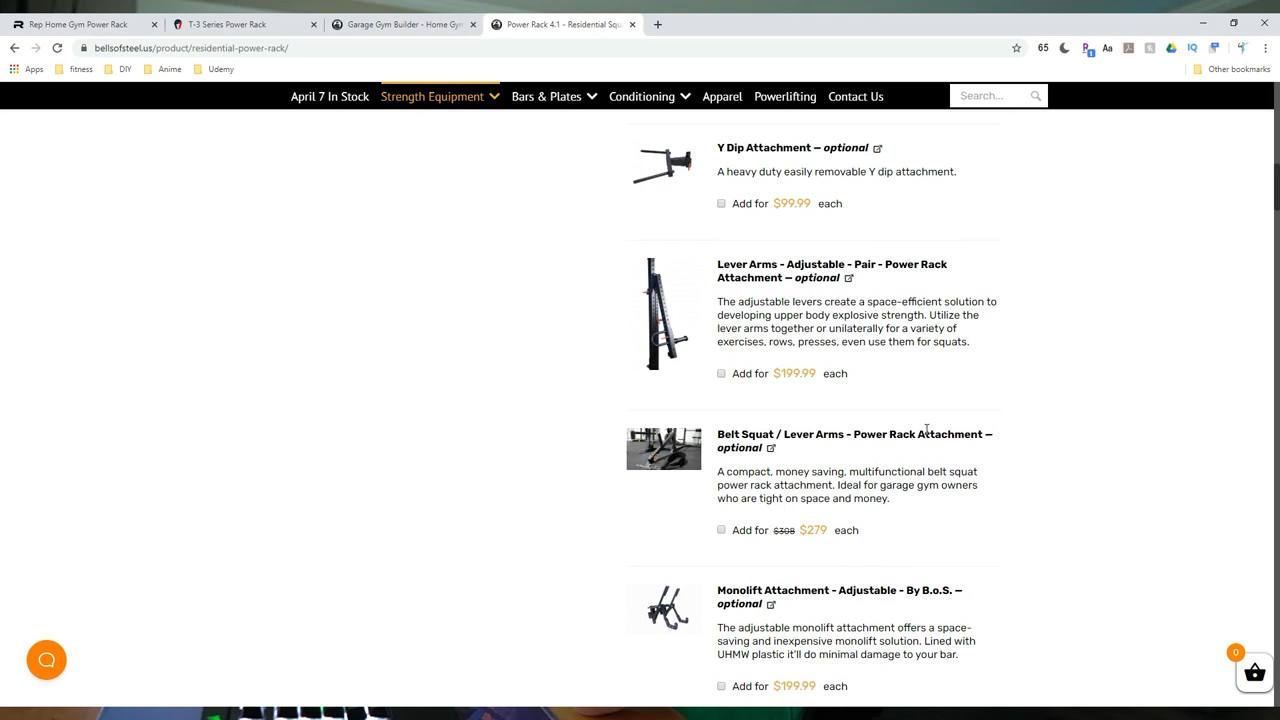 Rep Home Gym Power Rack
T-3 Series Power Rack
Garage Gym Builder - Home Gym
Power Rack 4.1 - Residential Squ
bellsofsteel.us/product/residential-power-rack/
65
Aa
IQ
Apps
fitness
DIY
Anime
Udemy
Other bookmarks
April 7 In Stock
Strength Equipment
Bars & Plates
Conditioning
Apparel
Powerlifting
Contact Us
Search...
Y Dip Attachment — optional
A heavy duty easily removable Y dip attachment.
Add for $99.99 each
Lever Arms - Adjustable - Pair - Power Rack
Attachment — optional
The adjustable levers create a space-efficient solution to
developing upper body explosive strength. Utilize the
lever arms together or unilaterally for a variety of
exercises, rows, presses, even use them for squats.
Add for $199.99 each
Belt Squat / Lever Arms - Power Rack Attachment —
optional
A compact, money saving, multifunctional belt squat
power rack attachment. Ideal for garage gym owners
who are tight on space and money.
Add for $308 $279 each
Monolift Attachment - Adjustable - By B.o.S. —
optional
The adjustable monolift attachment offers a space-
saving and inexpensive monolift solution. Lined with
UHMW plastic it'll do minimal damage to your bar.
Add for $199.99 each
0